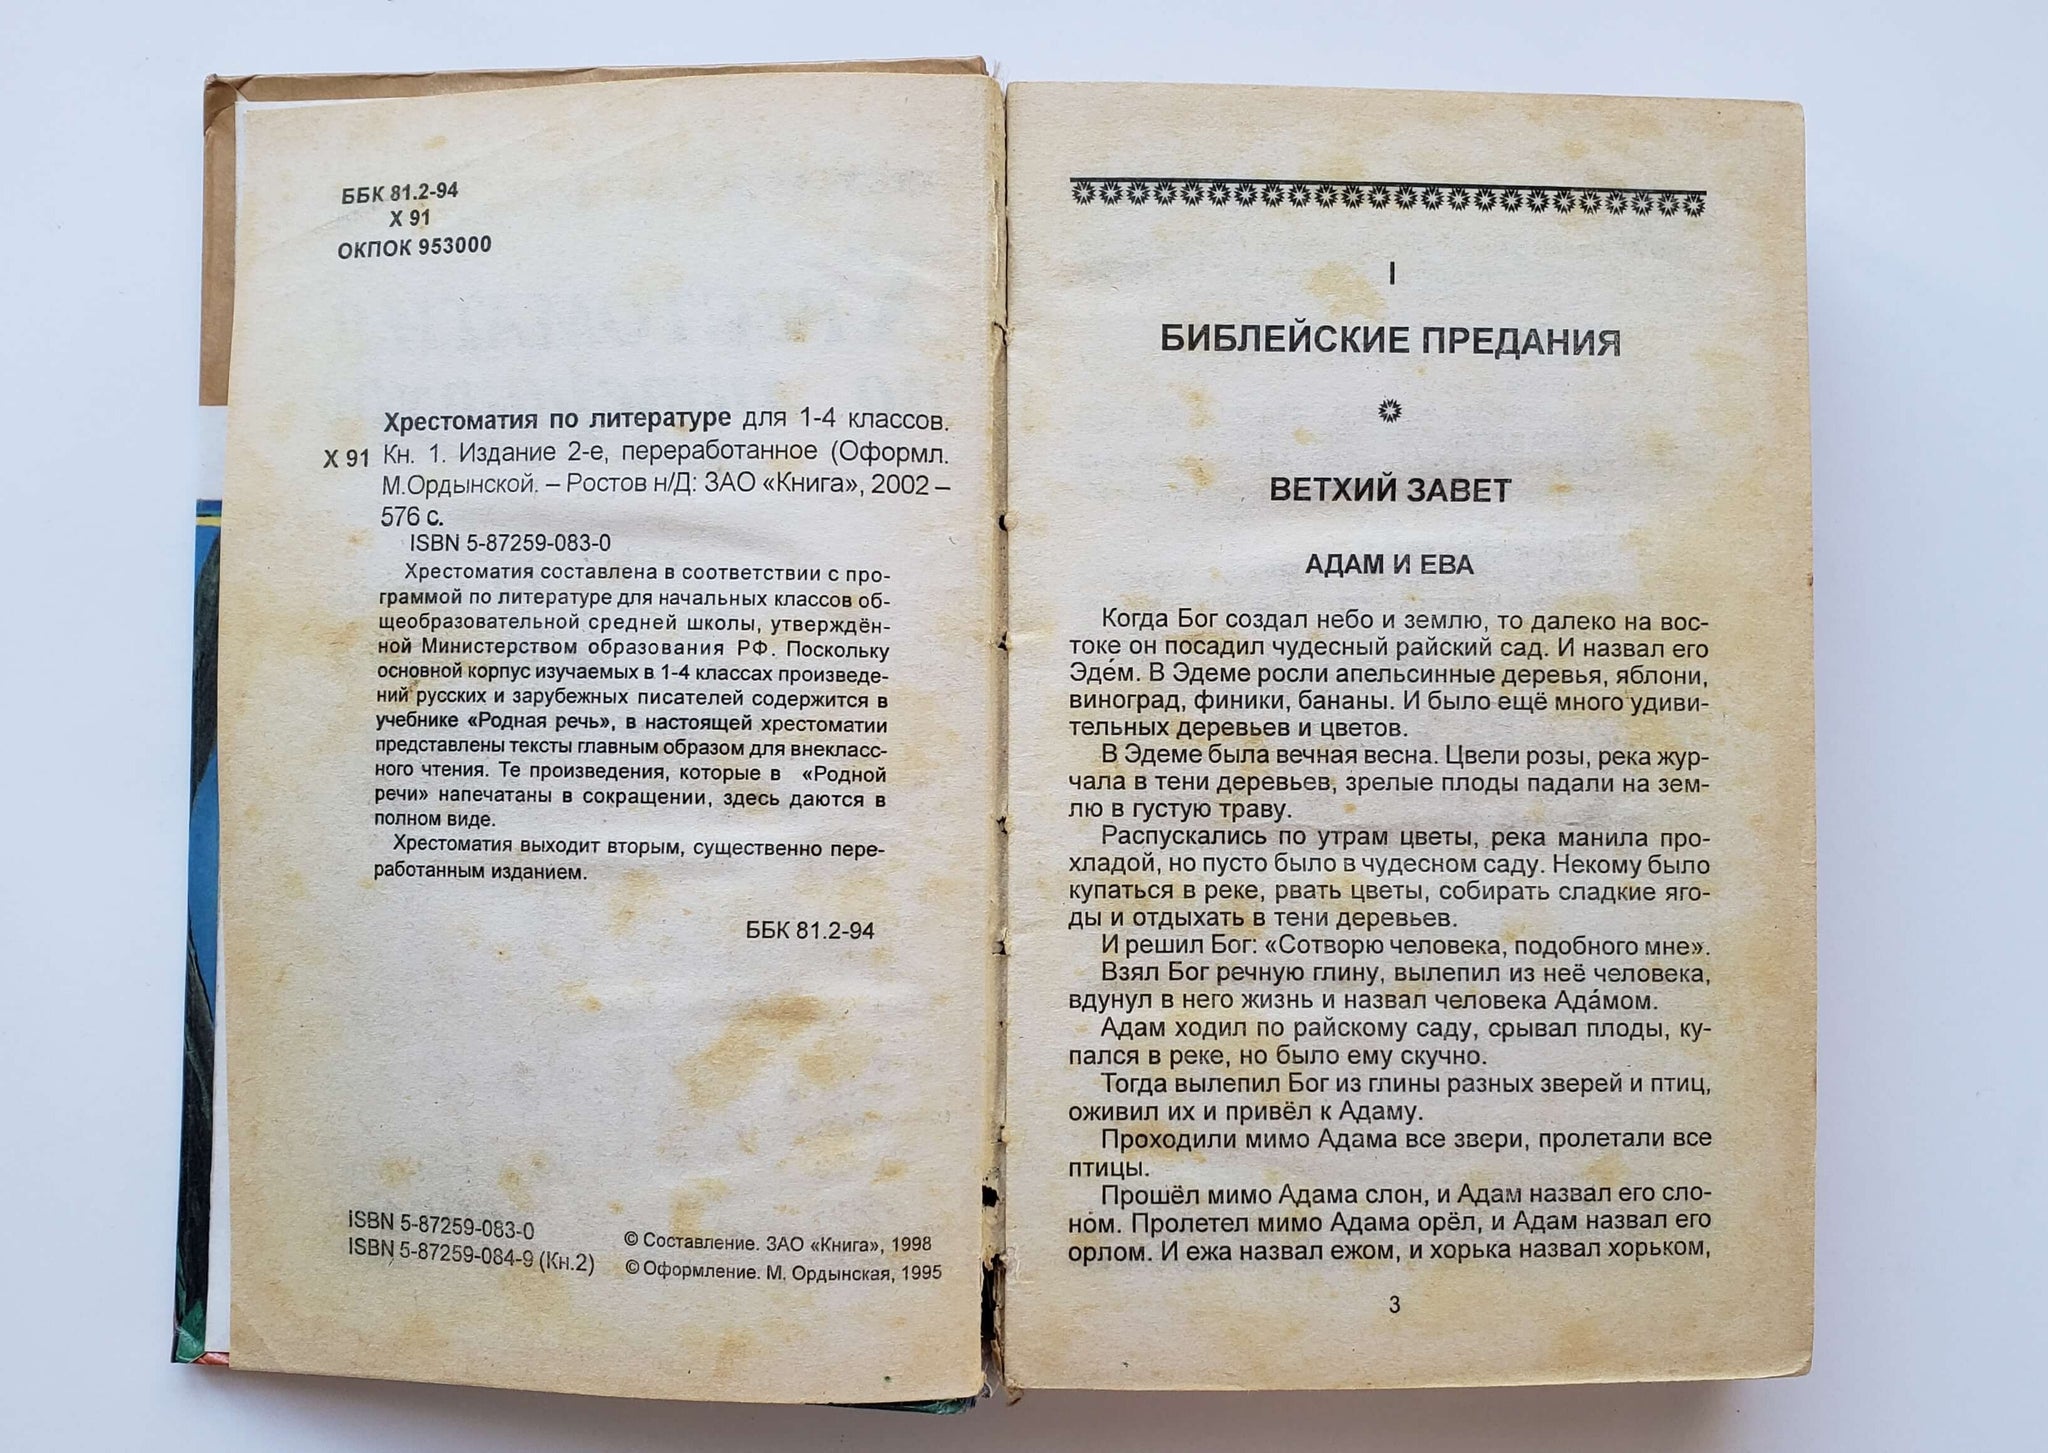 ББК 81.2-94
Х 91
ОКПОК 953000
Хрестоматия по литературе для 1-4 классов.
Х 91 Кн. 1. Издание 2-е, переработанное (Оформл.
М.Ордынской. – Ростов н/Д: ЗАО «Книга», 2002 –
576 с.
ISBN 5-87259-083-0
Хрестоматия составлена в соответствии с про-
граммой по литературе для начальных классов об-
щеобразовательной средней школы, утверждён-
ной Министерством образования РФ. Поскольку
основной корпус изучаемых в 1-4 классах произведе-
ний русских и зарубежных писателей содержится в
учебнике «Родная речь», в настоящей хрестоматии
представлены тексты главным образом для внекласс-
ного чтения. Те произведения, которые в «Родной
речи» напечатаны в сокращении, здесь даются в
полном виде.
Хрестоматия выходит вторым, существенно пере-
работанным изданием.
ББК 81.2-94
ISBN 5-87259-083-0
ISBN 5-87259-084-9 (Кн.2)
© Составление. ЗАО «Книга», 1998
© Оформление. М. Ордынская, 1995
I
БИБЛЕЙСКИЕ ПРЕДАНИЯ
ВЕТХИЙ ЗАВЕТ
АДАМ И ЕВА
Когда Бог создал небо и землю, то далеко на вос-
токе он посадил чудесный райский сад. И назвал его
Эде́м. В Эдеме росли апельсинные деревья, яблони,
виноград, финики, бананы. И было ещё много удиви-
тельных деревьев и цветов.
В Эдеме была вечная весна. Цвели розы, река жур-
чала в тени деревьев, зрелые плоды падали на зем-
лю в густую траву.
Распускались по утрам цветы, река манила про-
хладой, но пусто было в чудесном саду. Некому было
купаться в реке, рвать цветы, собирать сладкие яго-
ды и отдыхать в тени деревьев.
И решил Бог: «Сотворю человека, подобного мне».
Взял Бог речную глину, вылепил из неё человека,
вдунул в него жизнь и назвал человека Ада́мом.
Адам ходил по райскому саду, срывал плоды, ку-
пался в реке, но было ему скучно.
Тогда вылепил Бог из глины разных зверей и птиц,
оживил их и привёл к Адаму.
Проходили мимо Адама все звери, пролетали все
птицы.
Прошёл мимо Адама слон, и Адам назвал его сло-
но́м. Пролетел мимо Адама орёл, и Адам назвал его
орлом. И ежа назвал ежом, и хорька назвал хорьком,
3